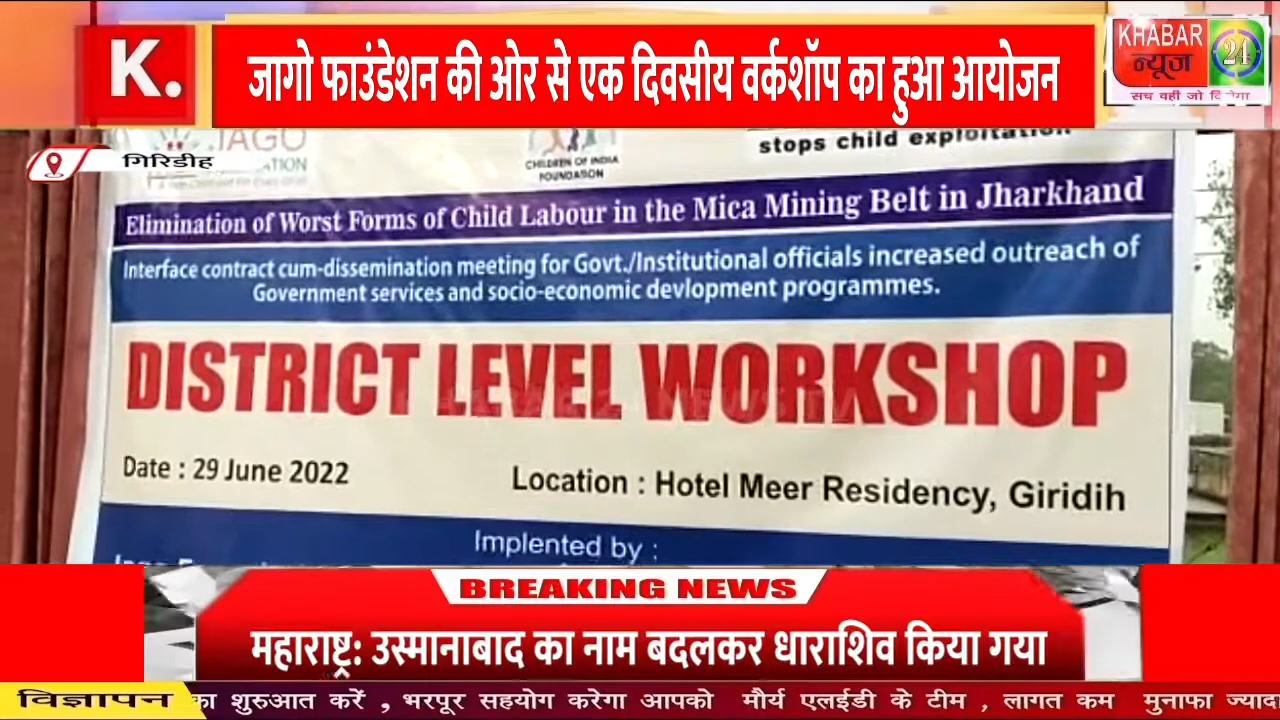 K.
जागो फाउंडेशन की ओर से एक दिवसीय वर्कशॉप का हुआ आयोजन
KHABAR
न्यूज
24
सच वही जो
गिरिडीह
JAGO
CHILDREN OF INDIA
FOUNDATION
stops child exploitation
Elimination of Worst Forms of Child Labour in the Mica Mining Belt in Jharkhand
Interface contract cum-dissemination meeting for Govt./Institutional officials increased outreach of
Government services and socio-economic devlopment programmes.
DISTRICT LEVEL WORKSHOP
Date : 29 June 2022
Location : Hotel Meer Residency, Giridih
Implented by :
BREAKING NEWS
महाराष्ट्र: उस्मानाबाद का नाम बदलकर धाराशिव किया गया
विज्ञापन
का शुरुआत करें , भरपूर सहयोग करेगा आपको मौर्य एलईडी के टीम , लागत कम मुनाफा ज्यादा